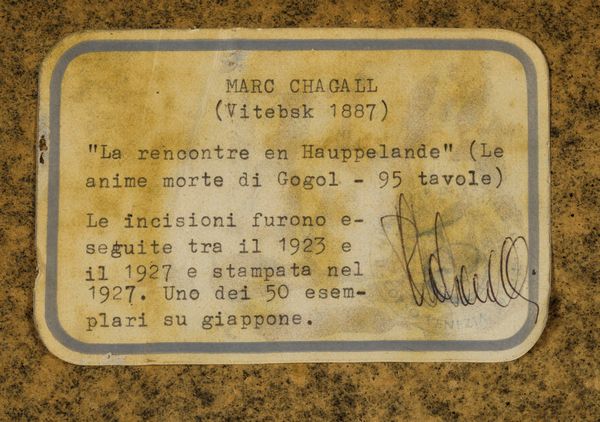 MARC CHAGALL
(Vitebsk 1887)
"La rencontre en Hauppelande" (Le
anime morte di Gogol - 95 tavole)
Le incisioni furono e-
seguite tra il 1923 e
il 1927 e stampata nel
1927. Uno dei 50 esem-
plari su giappone.
VENEZIA